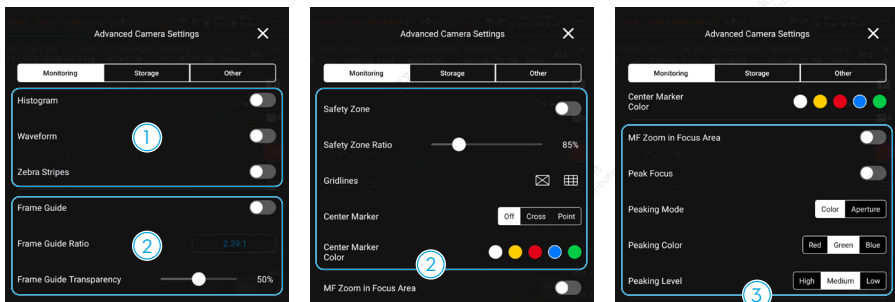 Advanced Camera Settings
Monitoring Storage Other
Histogram
1
Waveform
Zebra Stripes
Frame Guide
Frame Guide Ratio 2.39:1
2
Frame Guide Transparency 50%
Advanced Camera Settings
Monitoring Storage Other
Safety Zone
Safety Zone Ratio 85%
Gridlines
Center Marker Off Cross Point
Center Marker
Color
2
MF Zoom in Focus Area
Advanced Camera Settings
Monitoring Storage Other
Center Marker
Color
MF Zoom in Focus Area
Peak Focus
Peaking Mode Color Aperture
Peaking Color Red Green Blue
Peaking Level High Medium Low
3